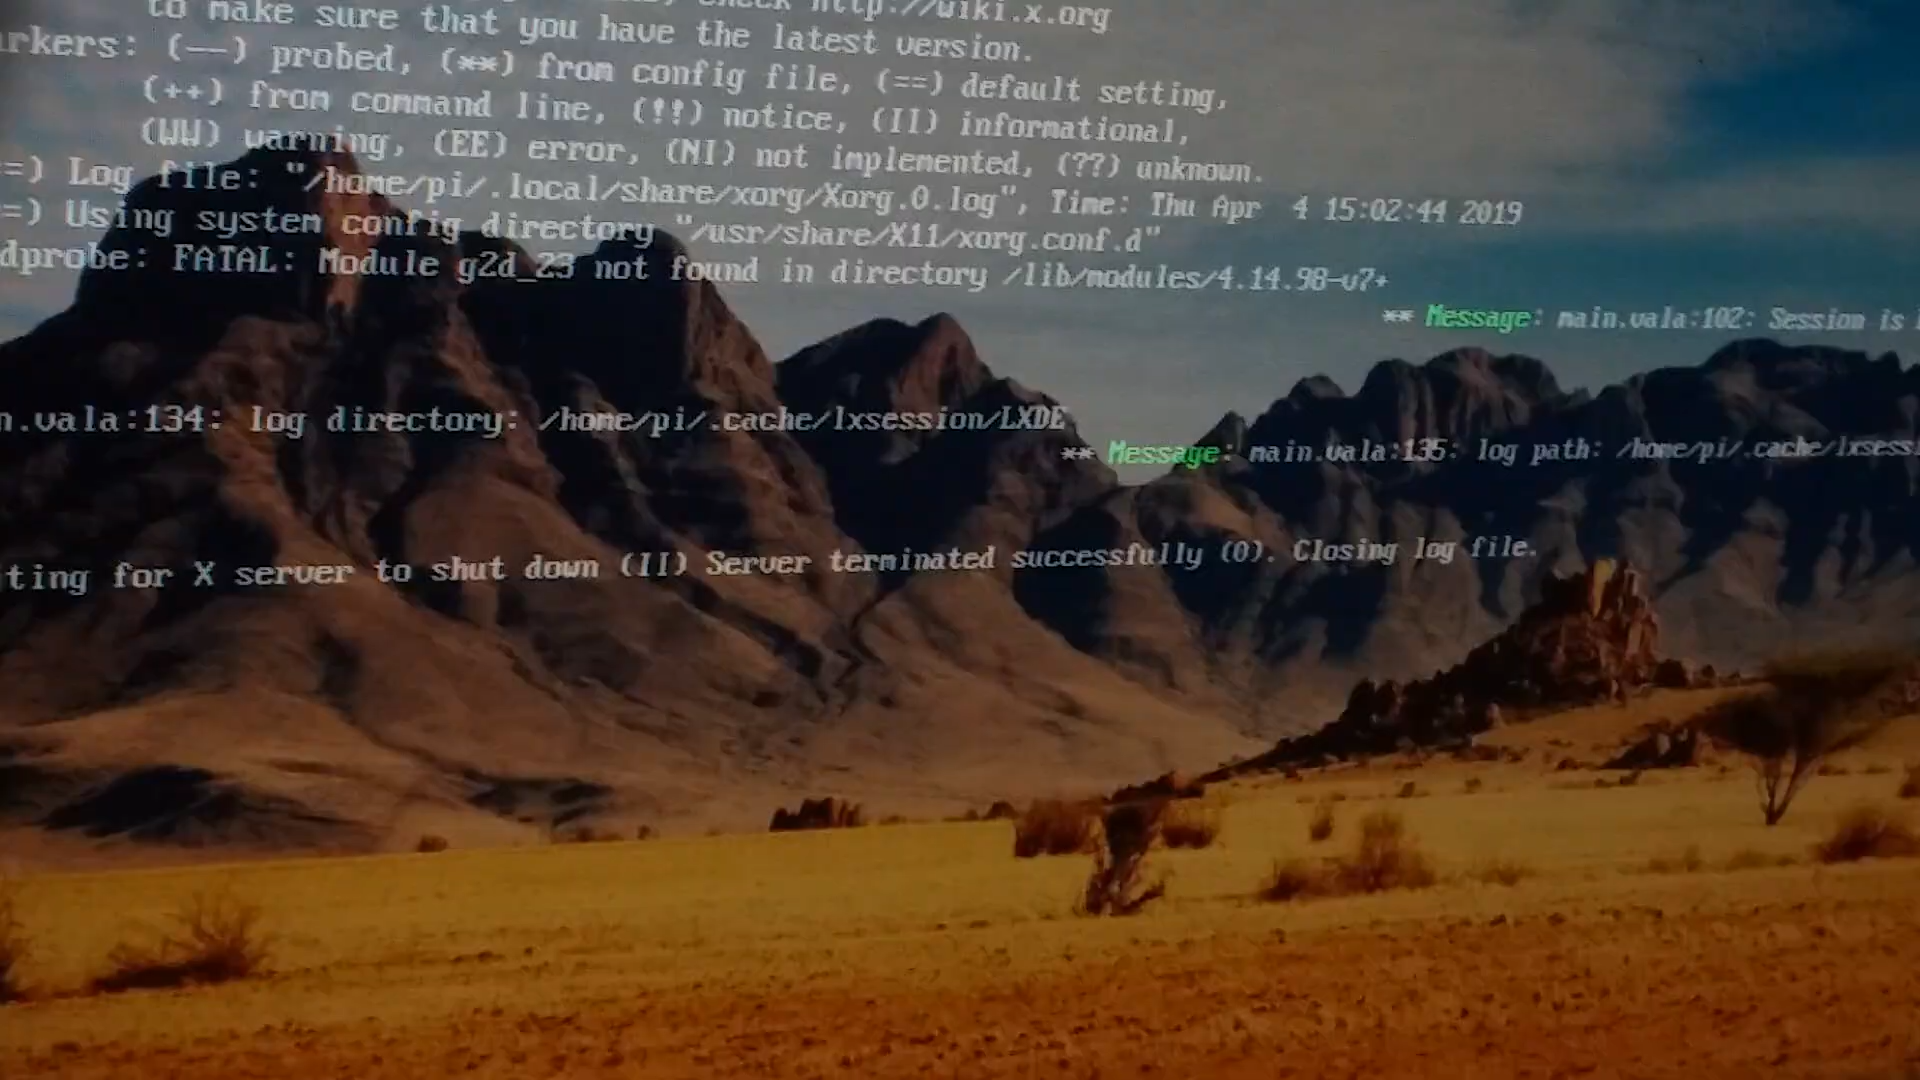 to make sure that you have the latest version.
arkers: (--) probed, (**) from config file, (==) default setting,
(++) from command line, (!!) notice, (II) informational,
(WW) warning, (EE) error, (NI) not implemented, (??) unknown.
==) Log file: "/home/pi/.local/share/xorg/Xorg.0.log", Time: Thu Apr  4 15:02:44 2019
==) Using system config directory "/usr/share/X11/xorg.conf.d"
dprobe: FATAL: Module g2d_23 not found in directory /lib/modules/4.14.98-v7+
** Message: main.vala:102: Session is
n.vala:134: log directory: /home/pi/.cache/lxsession/LXDE
** Message: main.vala:135: log path: /home/pi/.cache/lxsessi
ting for X server to shut down (II) Server terminated successfully (0). Closing log file.